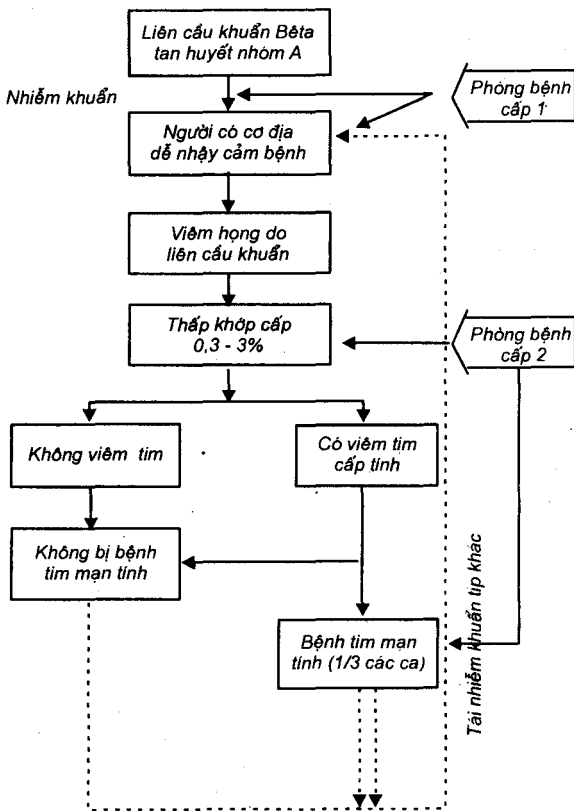 Liên cầu khuẩn Bêta
tan huyết nhóm A
Nhiễm khuẩn
Phòng bệnh
cấp 1
Người có cơ địa
dễ nhậy cảm bệnh
Viêm họng do
liên cầu khuẩn
Thấp khớp cấp
0,3 - 3%
Phòng bệnh
cấp 2
Không viêm tim
Có viêm tim
cấp tính
Không bị bệnh
tim mạn tính
Bệnh tim mạn
tính (1/3 các ca)
Tái nhiễm khuẩn típ khác